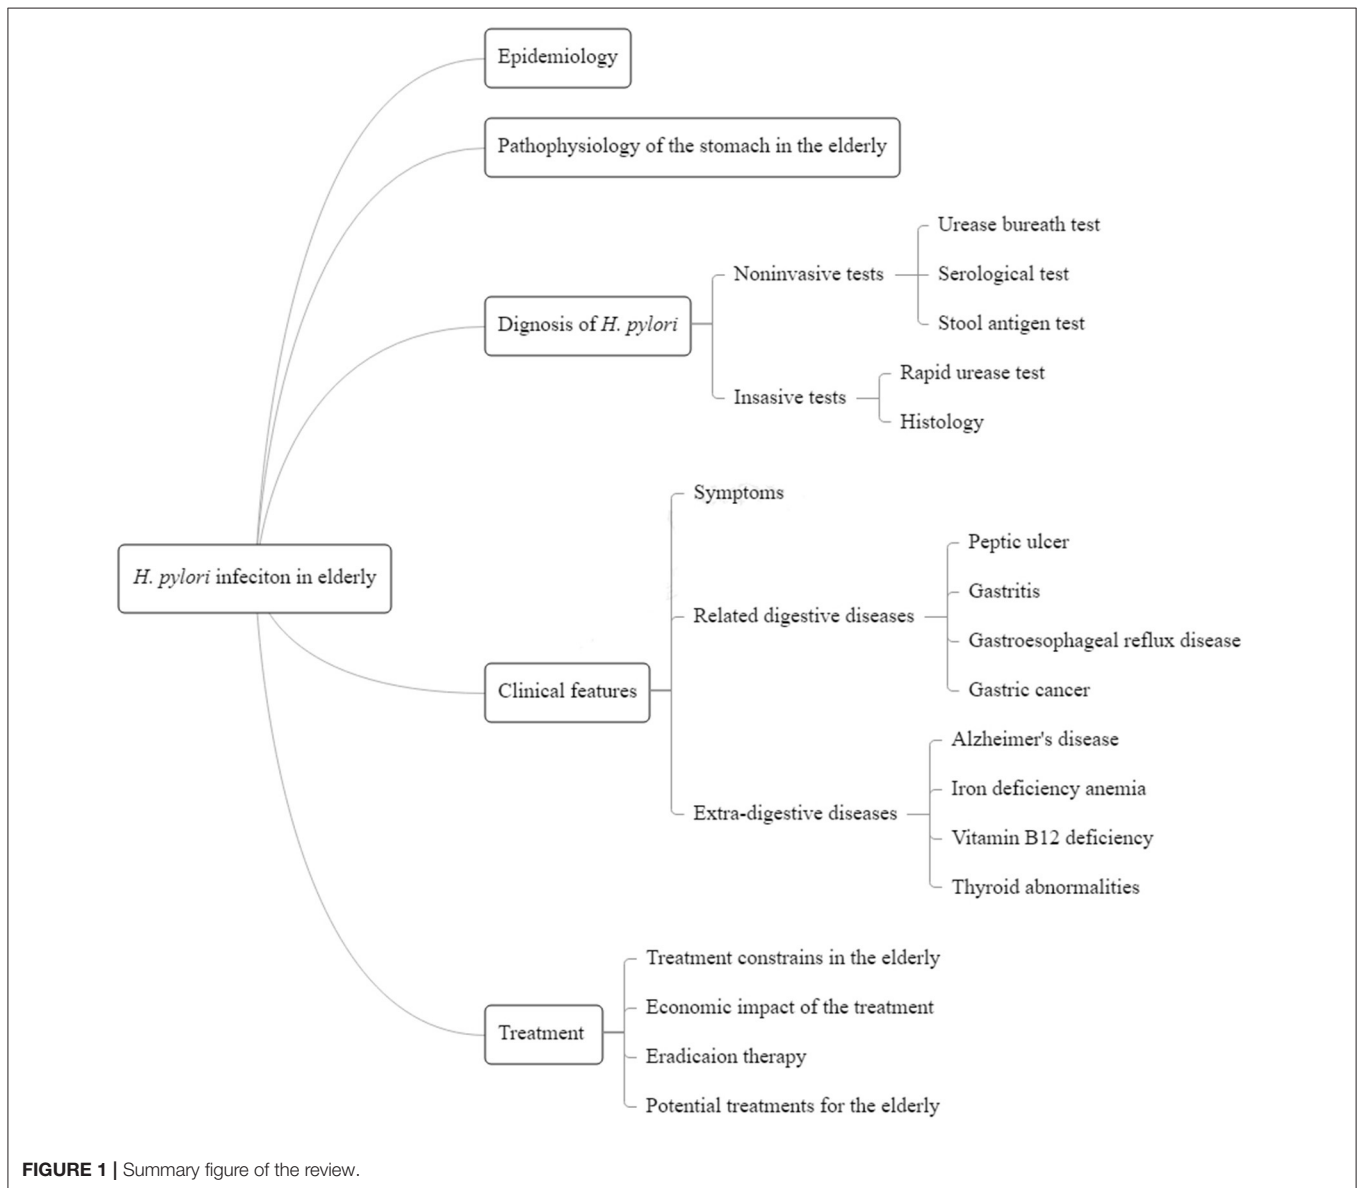 Epidemiology
Pathophysiology of the stomach in the elderly
Urease bureath test
Noninvasive tests
Serological test
Dignosis of H. pylori
Stool antigen test
Rapid urease test
Insasive tests
Histology
Symptoms
Peptic ulcer
Gastritis
H. pylori infeciton in elderly
Related digestive diseases
Gastroesophageal reflux disease
Clinical features
Gastric cancer
Alzheimer's disease
Iron deficiency anemia
Extra-digestive diseases
Vitamin B12 deficiency
Thyroid abnormalities
Treatment constrains in the elderly
Economic impact of the treatment
Treatment
Eradicaion therapy
Potential treatments for the elderly
FIGURE 1 | Summary figure of the review.